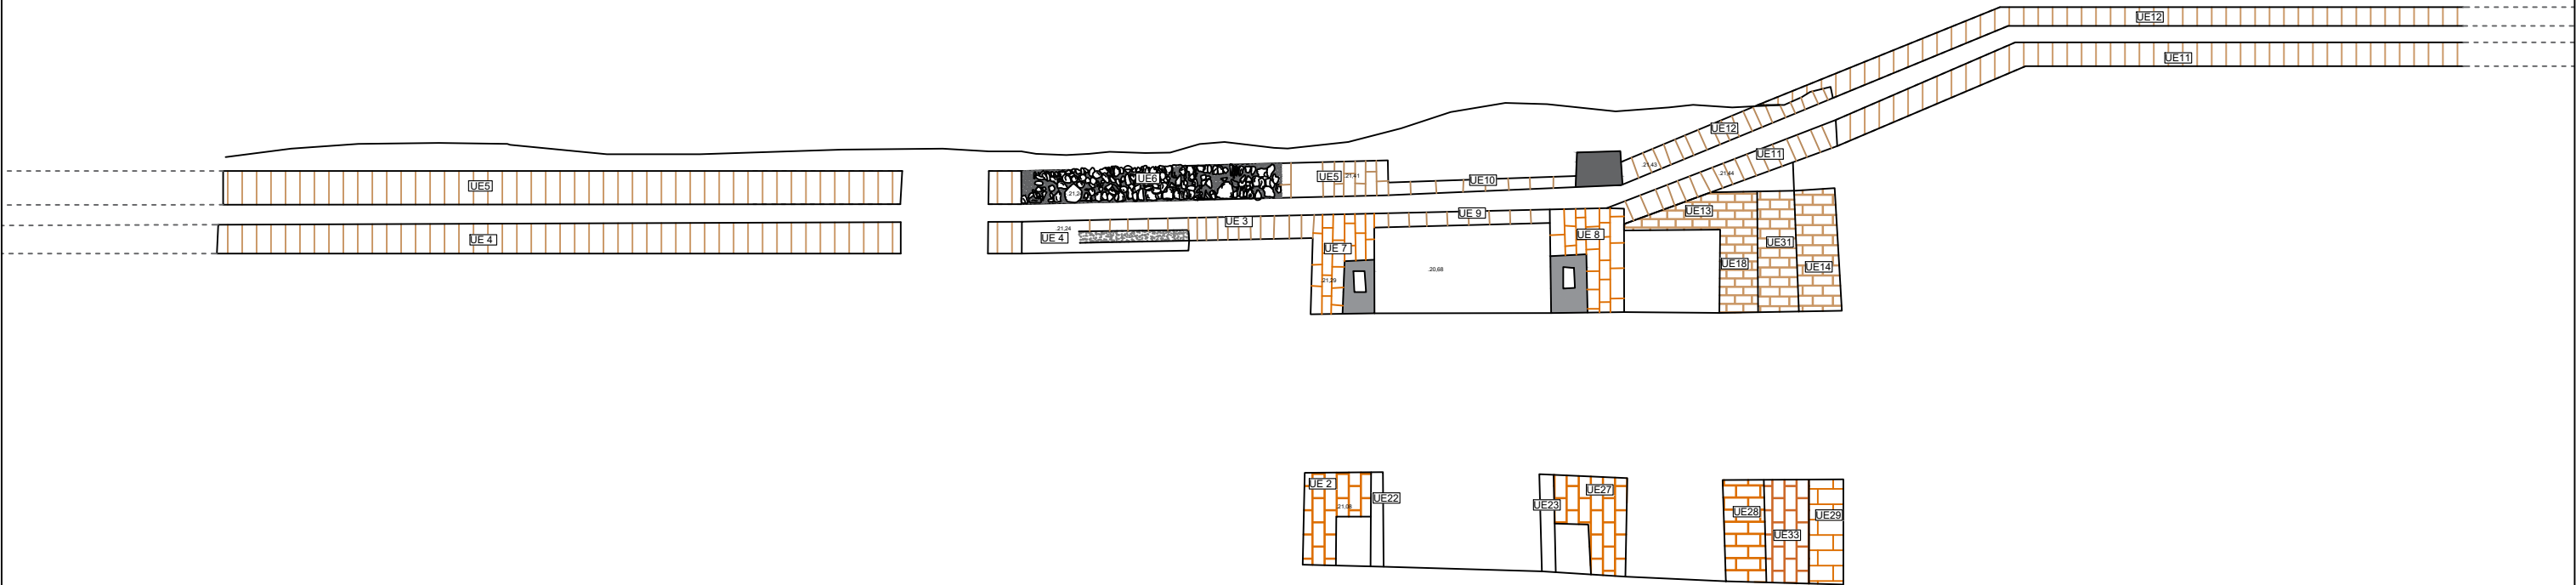 UE12
UE11
UE12
UE11
.21,43
.21,44
UE5
UE6
UE5
.21,41
UE10
UE13
UE 4
.21,24
UE 4
UE 3
UE 9
UE 7
UE 8
UE31
UE18
UE14
.20,68
.21,29
UE 2
UE22
.21,08
UE23
UE27
UE28
UE33
UE29